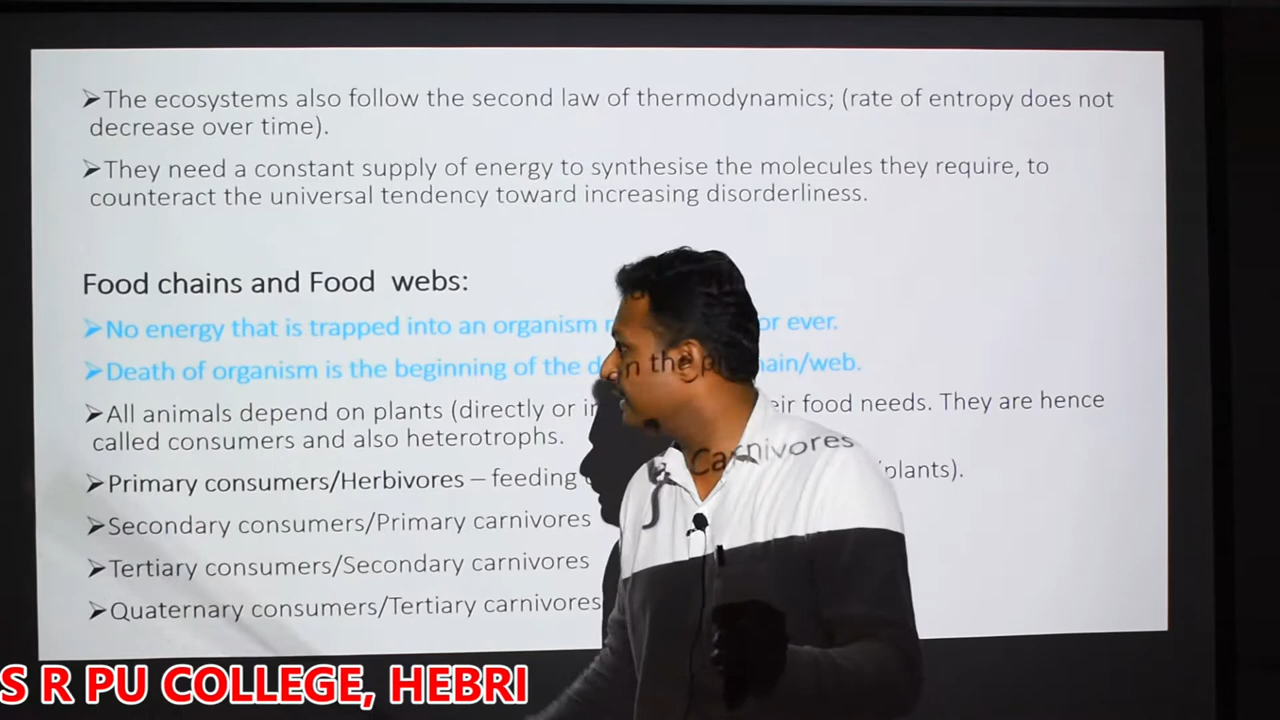 ➤The ecosystems also follow the second law of thermodynamics; (rate of entropy does not
decrease over time).
➤They need a constant supply of energy to synthesise the molecules they require, to
counteract the universal tendency toward increasing disorderliness.
Food chains and Food webs:
➤No energy that is trapped into an organism for ever.
➤Death of organism is the beginning of the in the chain/web.
➤All animals depend on plants (directly or their food needs. They are hence
called consumers and also heterotrophs.
➤Primary consumers/Herbivores – feeding (plants).
➤Secondary consumers/Primary carnivores Carnivores
➤Tertiary consumers/Secondary carnivores
➤Quaternary consumers/Tertiary carnivores
S R PU COLLEGE, HEBRI